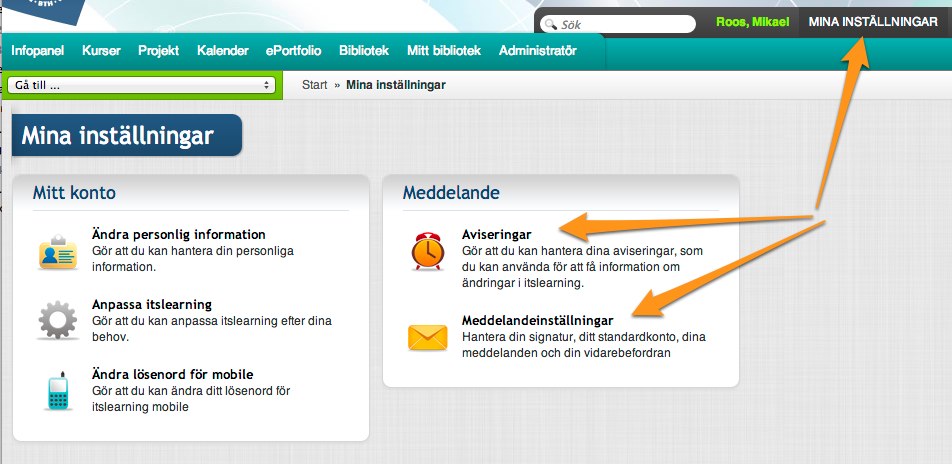 BTH
Sök
Roos, Mikael
MINA INSTÄLLNINGAR
Infopanel Kurser Projekt Kalender ePortfolio Bibliotek Mitt bibliotek Administratör
Gå till ...
Start » Mina inställningar
Mina inställningar
Mitt konto
Ändra personlig information
Gör att du kan hantera din personliga
information.
Anpassa itslearning
Gör att du kan anpassa itslearning efter dina
behov.
Ändra lösenord för mobile
Gör att du kan ändra ditt lösenord för
itslearning mobile
Meddelande
Aviseringar
Gör att du kan hantera dina aviseringar, som
du kan använda för att få information om
ändringar i itslearning.
Meddelandeinställningar
Hantera din signatur, ditt standardkonto, dina
meddelanden och din vidarebefordran